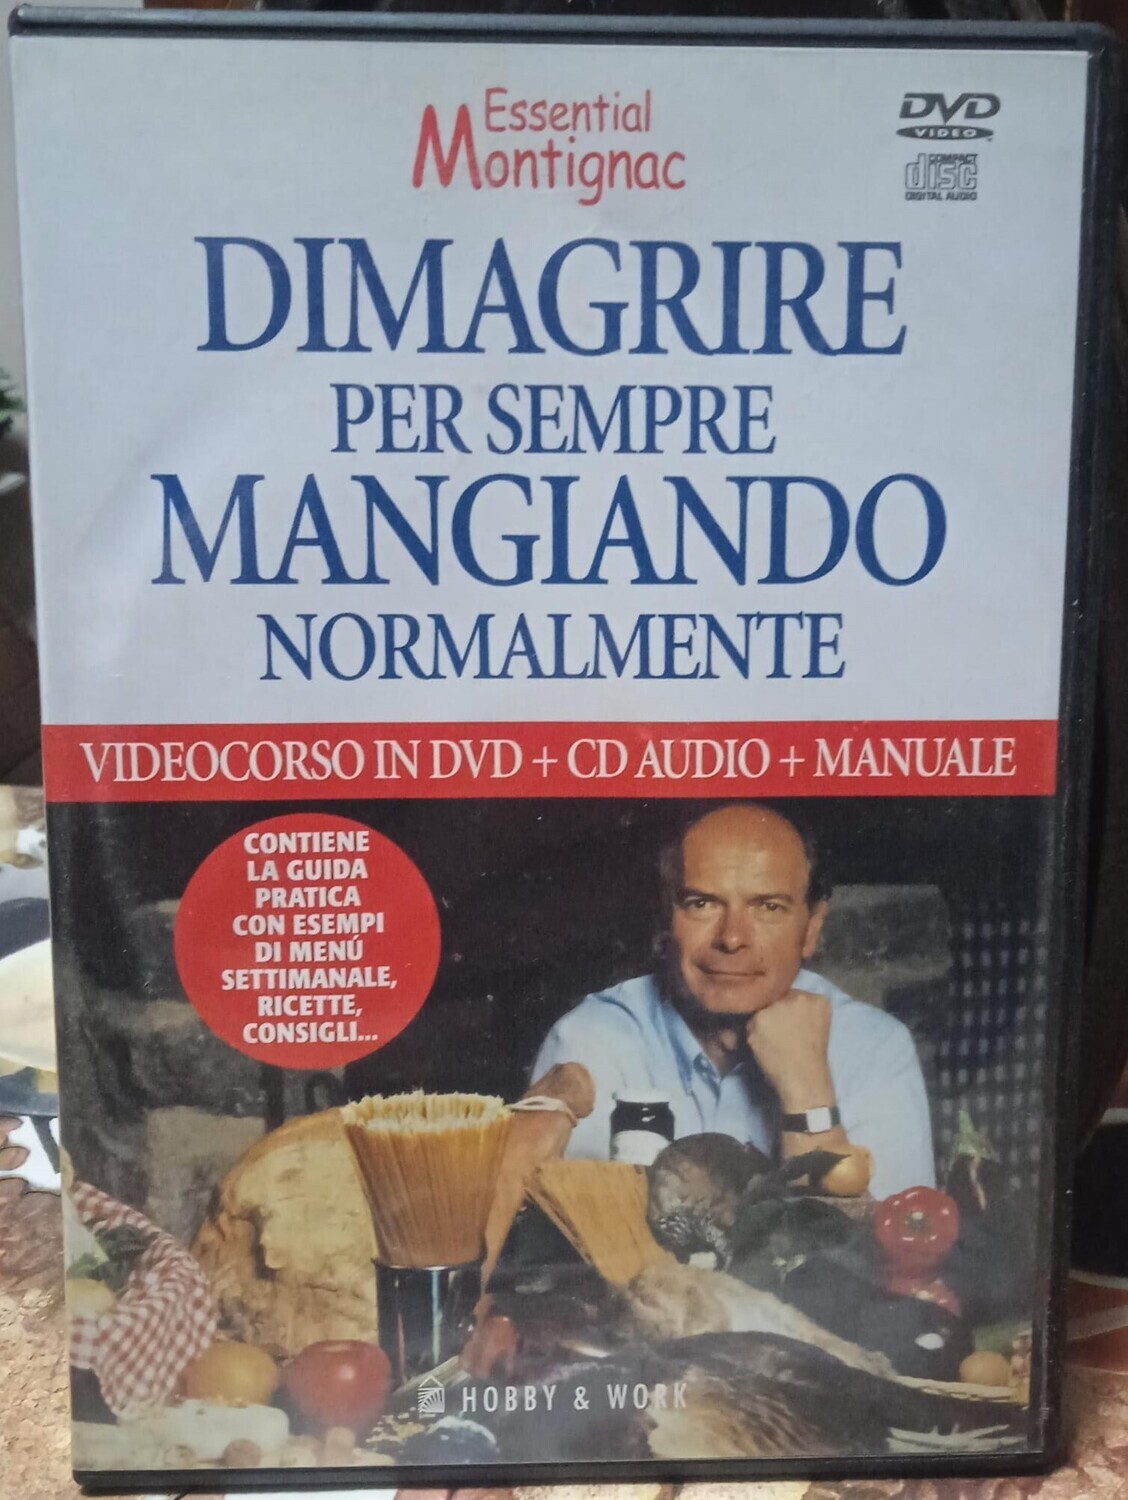 Essential
Montignac
DVD
VIDEO
COMPACT
disc
DIGITAL AUDIO
DIMAGRIRE
PER SEMPRE
MANGIANDO
NORMALMENTE
VIDEOCORSO IN DVD + CD AUDIO + MANUALE
CONTIENE
LA GUIDA
PRATICA
CON ESEMPI
DI MENÚ
SETTIMANALE,
RICETTE,
CONSIGLI...
HOBBY & WORK